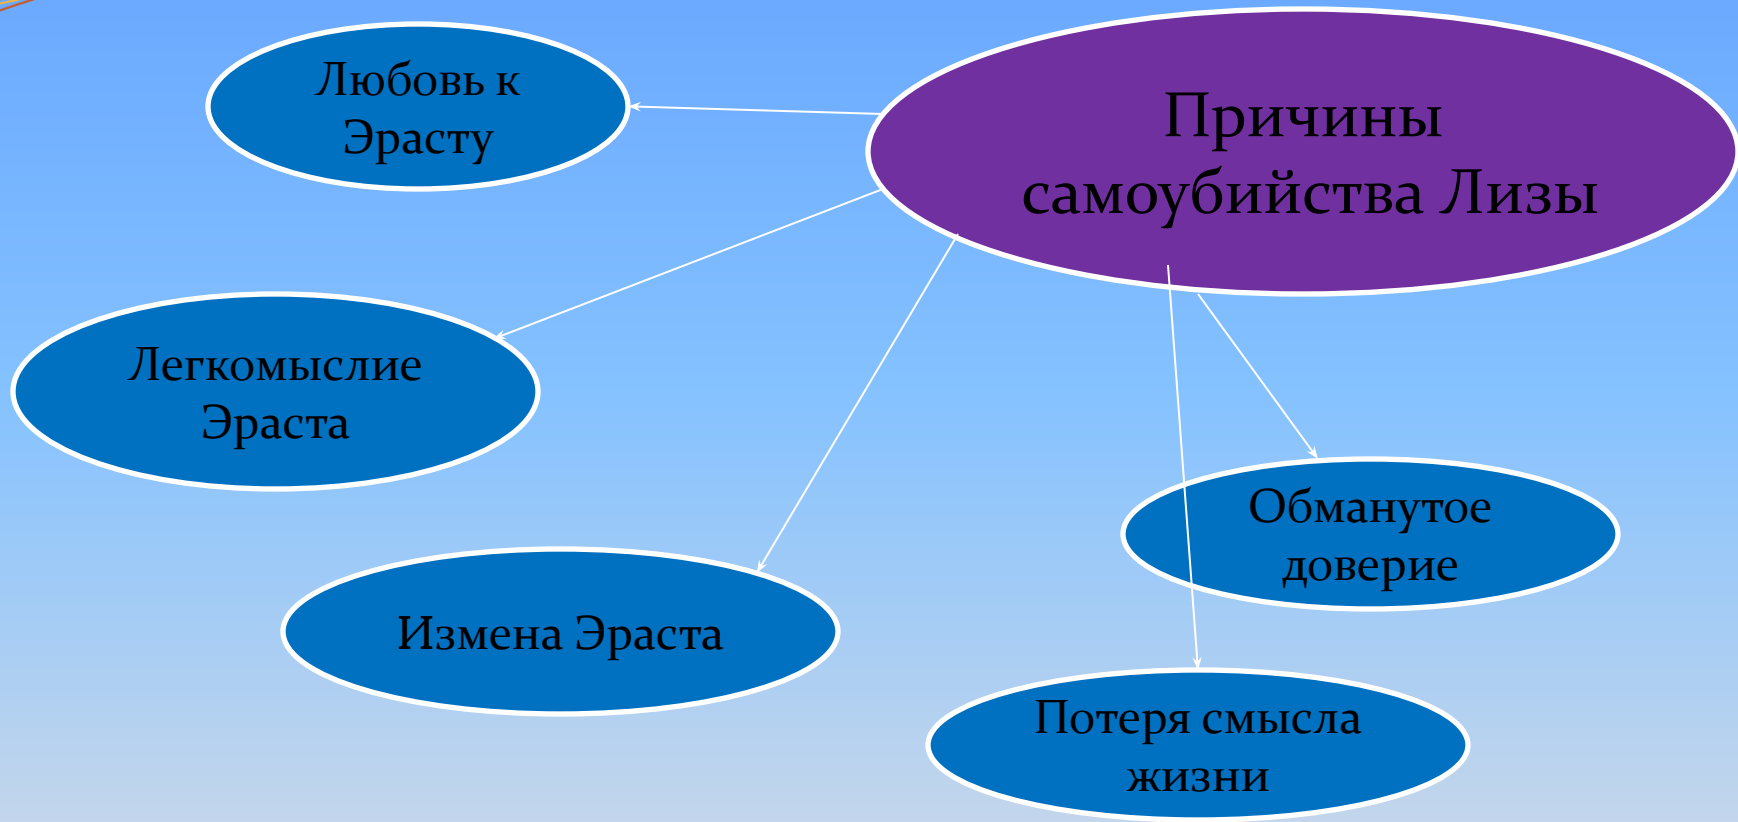 Причины
самоубийства Лизы
Любовь к
Эрасту
Легкомыслие
Эраста
Измена Эраста
Обманутое
доверие
Потеря смысла
жизни